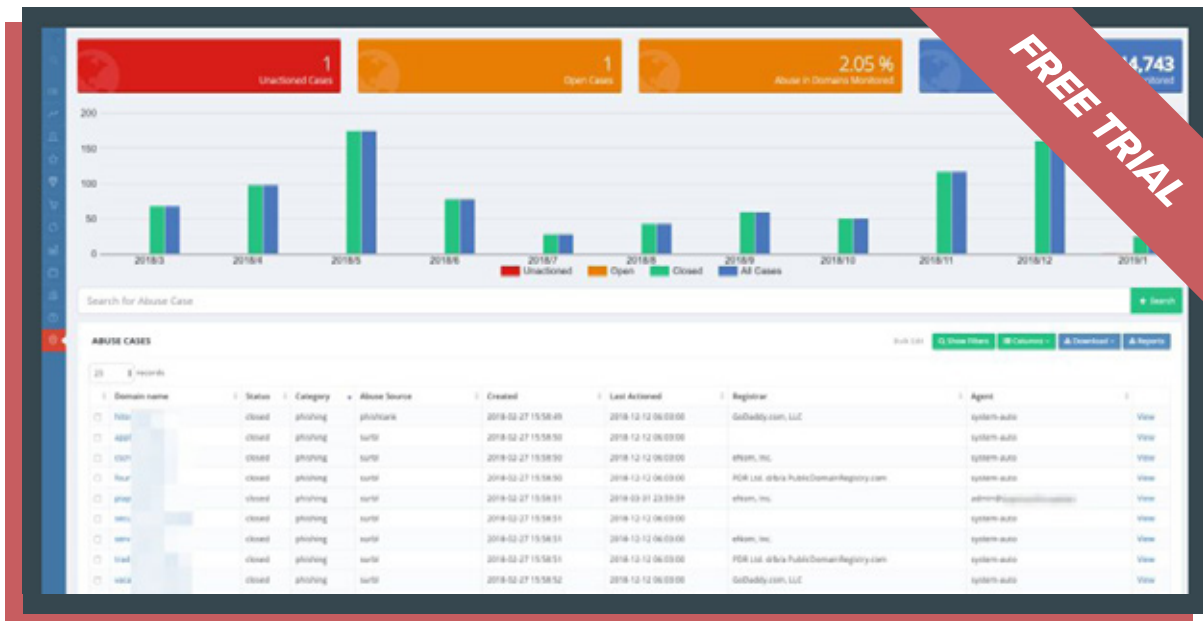 1
Unactioned Cases
1
Open Cases
2.05 %
Abuse in Domains Monitored
4,743
FREE TRIAL
200
150
100
50
0
2018/3 2018/4 2018/5 2018/6 2018/7 2018/8 2018/9 2018/10 2018/11 2018/12 2019/1
Unactioned Open Closed All Cases
Search for Abuse Case
+ Search
ABUSE CASES
Bulk Edit Show Filters Columns Download Reports
25 records
Domain name Status Category Abuse Source Created Last Actioned Registrar Agent
closed phishing phishtank 2018-02-27 15:58:49 2018-12-12 06:03:00 GoDaddy.com, LLC system-auto View
closed phishing surbl 2018-02-27 15:58:50 2018-12-12 06:03:00 system-auto View
closed phishing surbl 2018-02-27 15:58:50 2018-12-12 06:03:00 eNom, Inc. system-auto View
closed phishing surbl 2018-02-27 15:58:50 2018-12-12 06:03:00 PDR Ltd. d/b/a PublicDomainRegistry.com system-auto View
closed phishing surbl 2018-02-27 15:58:51 2018-03-31 23:59:59 eNom, Inc. admin@ View
closed phishing surbl 2018-02-27 15:58:51 2018-12-12 06:03:00 system-auto View
closed phishing surbl 2018-02-27 15:58:51 2018-12-12 06:03:00 eNom, Inc. system-auto View
closed phishing surbl 2018-02-27 15:58:51 2018-12-12 06:03:00 PDR Ltd. d/b/a PublicDomainRegistry.com system-auto View
closed phishing surbl 2018-02-27 15:58:52 2018-12-12 06:03:00 GoDaddy.com, LLC system-auto View